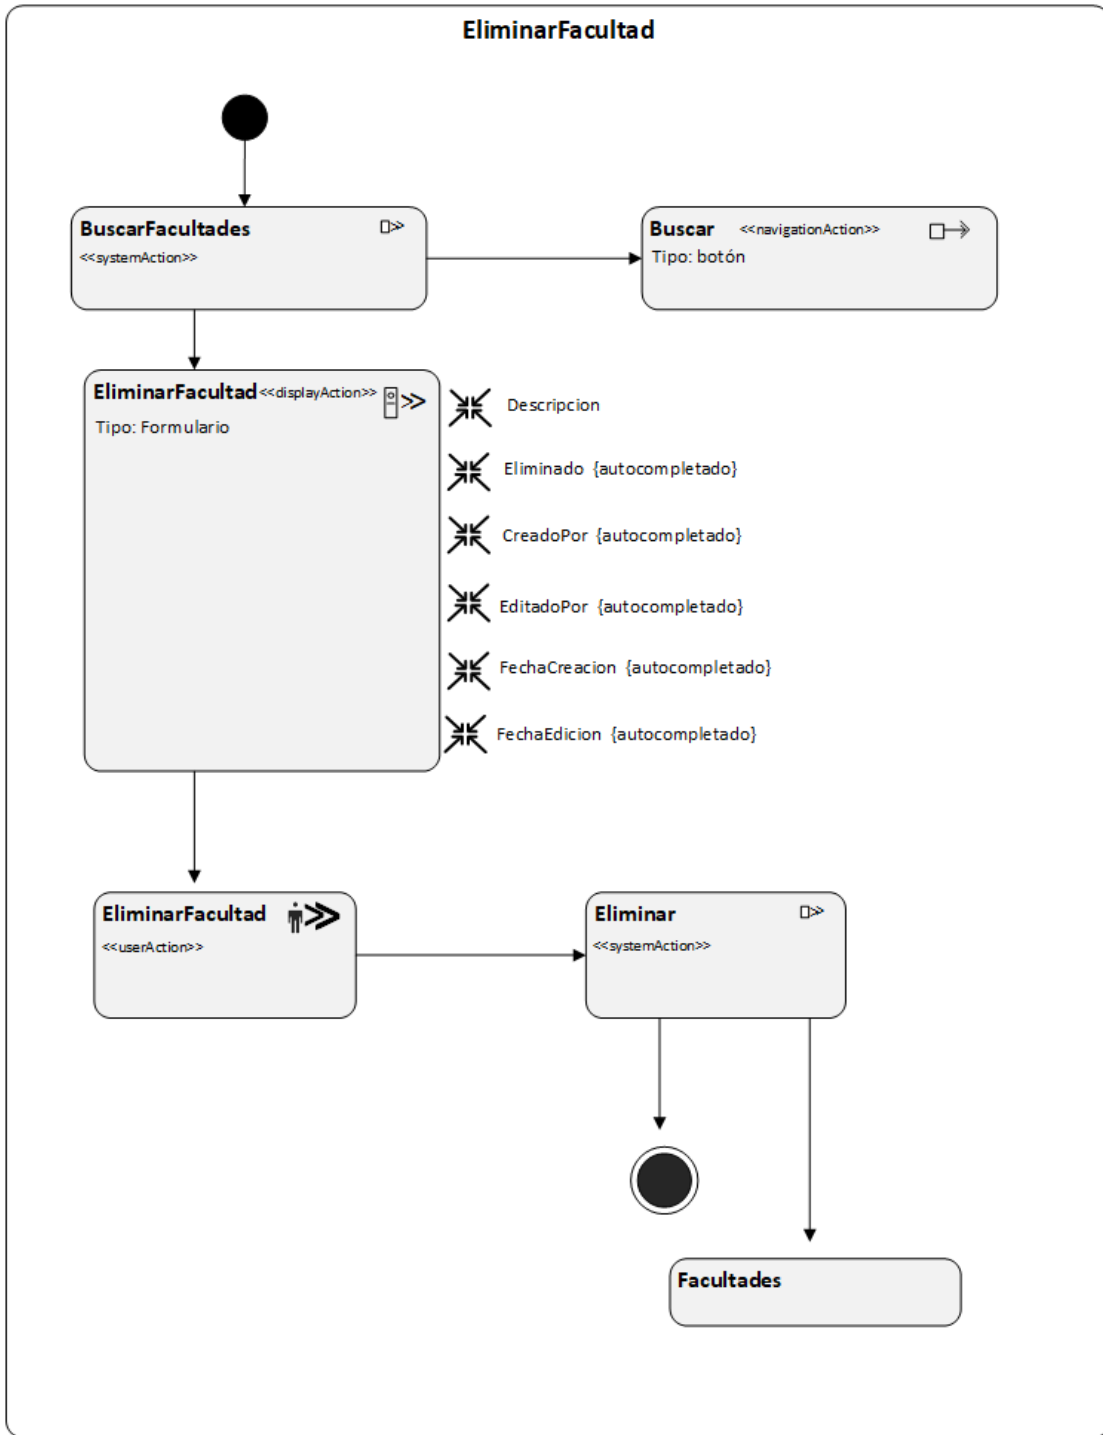 EliminarFacultad
BuscarFacultades
<<systemAction>>
Buscar <<navigationAction>>
Tipo: botón
EliminarFacultad <<displayAction>>
Tipo: Formulario
Descripcion
Eliminado {autocompletado}
CreadoPor {autocompletado}
EditadoPor {autocompletado}
FechaCreacion {autocompletado}
FechaEdicion {autocompletado}
EliminarFacultad
<<userAction>>
Eliminar
<<systemAction>>
Facultades